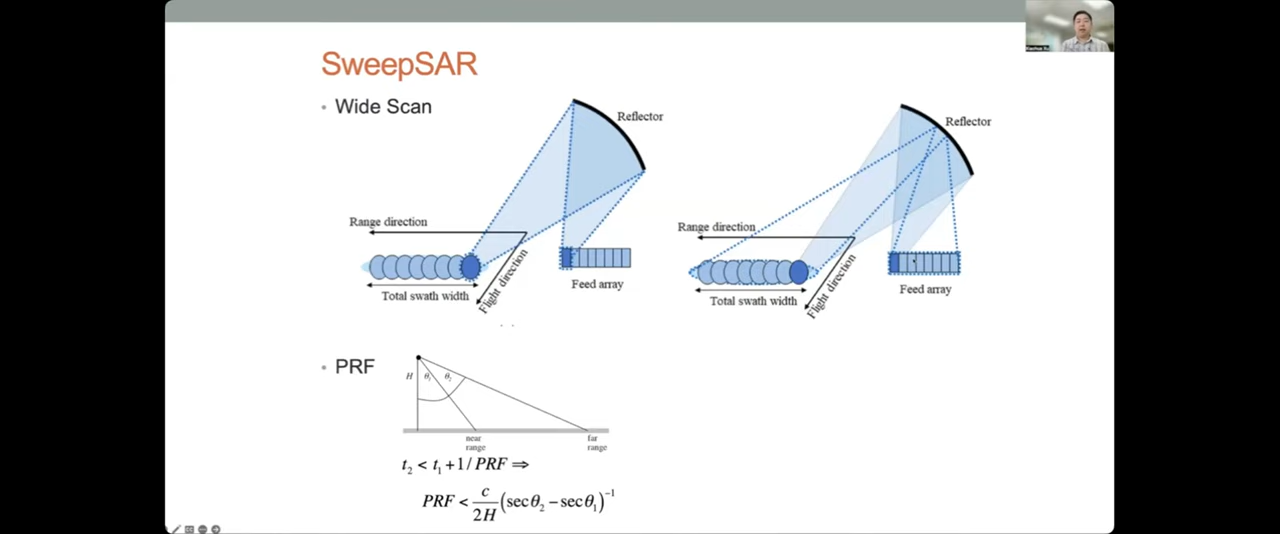 SweepSAR
• Wide Scan
Reflector
Range direction
Total swath width
Flight direction
Feed array
Reflector
Range direction
Total swath width
Flight direction
Feed array
• PRF
H θ₁ θ₂
near range
far range
t₂ < t₁ + 1 / PRF ⇒
PRF < c/2H (sec θ₂ − sec θ₁)⁻¹